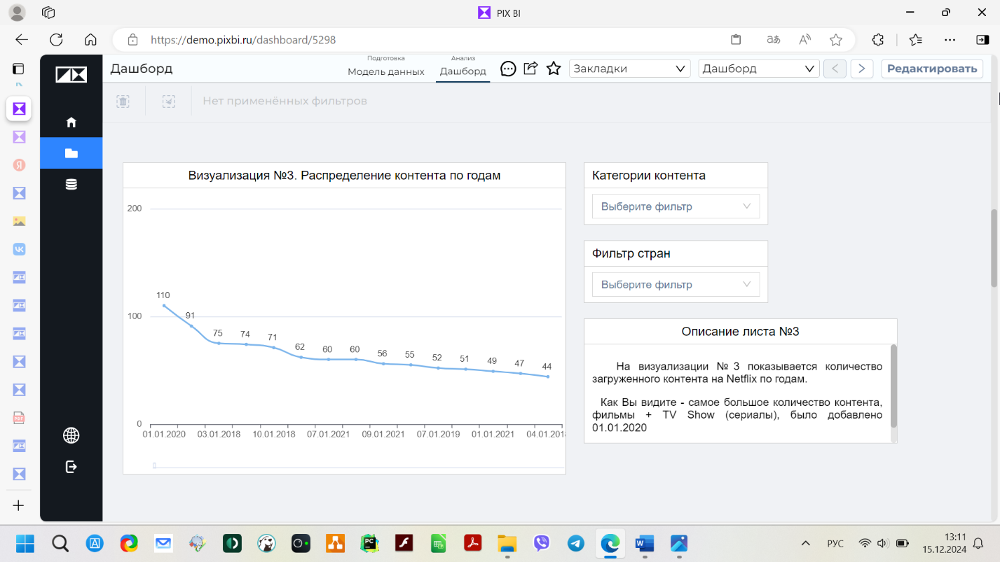 PIX BI
https://demo.pixbi.ru/dashboard/5298
Дашборд
Подготовка
Модель данных
Анализ
Дашборд
Закладки
Дашборд
Редактировать
Нет применённых фильтров
Визуализация №3. Распределение контента по годам
200
100
0
110
91
75
74
71
62
60
60
56
55
52
51
49
47
44
01.01.2020
03.01.2018
10.01.2018
07.01.2021
09.01.2021
07.01.2019
01.01.2021
04.01.201
Категории контента
Выберите фильтр
Фильтр стран
Выберите фильтр
Описание листа №3
На визуализации № 3 показывается количество
загруженного контента на Netflix по годам.
Как Вы видите - самое большое количество контента,
фильмы + TV Show (сериалы), было добавлено
01.01.2020
РУС
13:11
15.12.2024